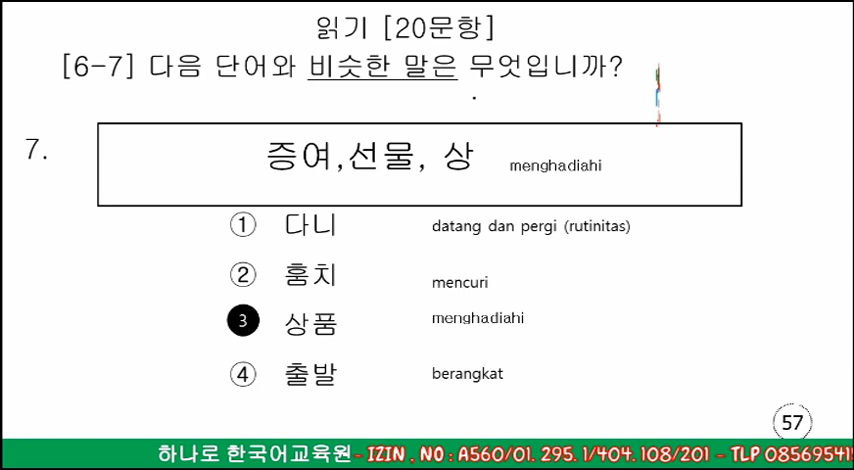 읽기 [20문항]
[6-7] 다음 단어와 비슷한 말은 무엇입니까?
7.
증여,선물, 상 menghadiahi
① 다니 datang dan pergi (rutinitas)
② 훔치 mencuri
❸ 상품 menghadiahi
④ 출발 berangkat
57
하나로 한국어교육원- IZIN . NO : A560/01. 295. 1/404. 108/201 - TLP 08569541